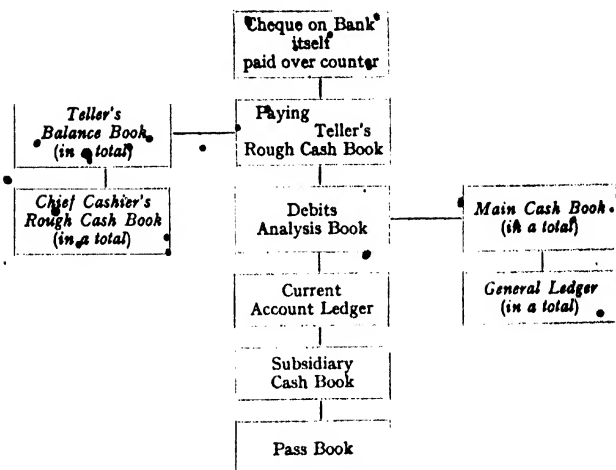 Cheque on Bank
itself
paid over counter
Teller's
Balance Book
(in a total)
Paying
Teller's
Rough Cash Book
Chief Cashier's
Rough Cash Book
(in a total)
Debits
Analysis Book
Main Cash Book
(in a total)
Current
Account Ledger
General Ledger
(in a total)
Subsidiary
Cash Book
Pass Book